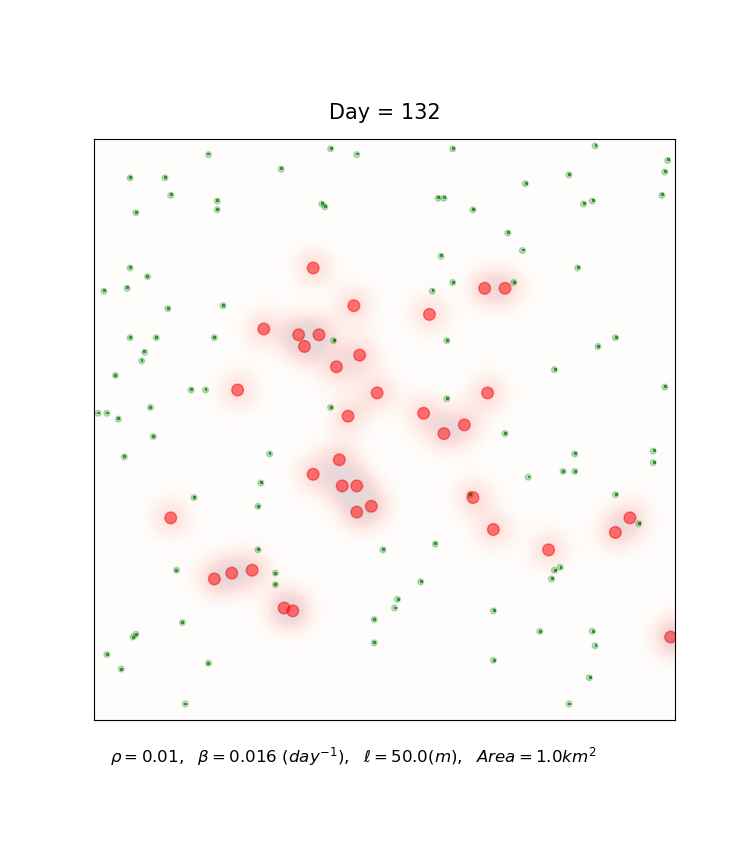 Day = 132
ρ = 0.01, β = 0.016 (day⁻¹), ℓ = 50.0(m), Area = 1.0km²